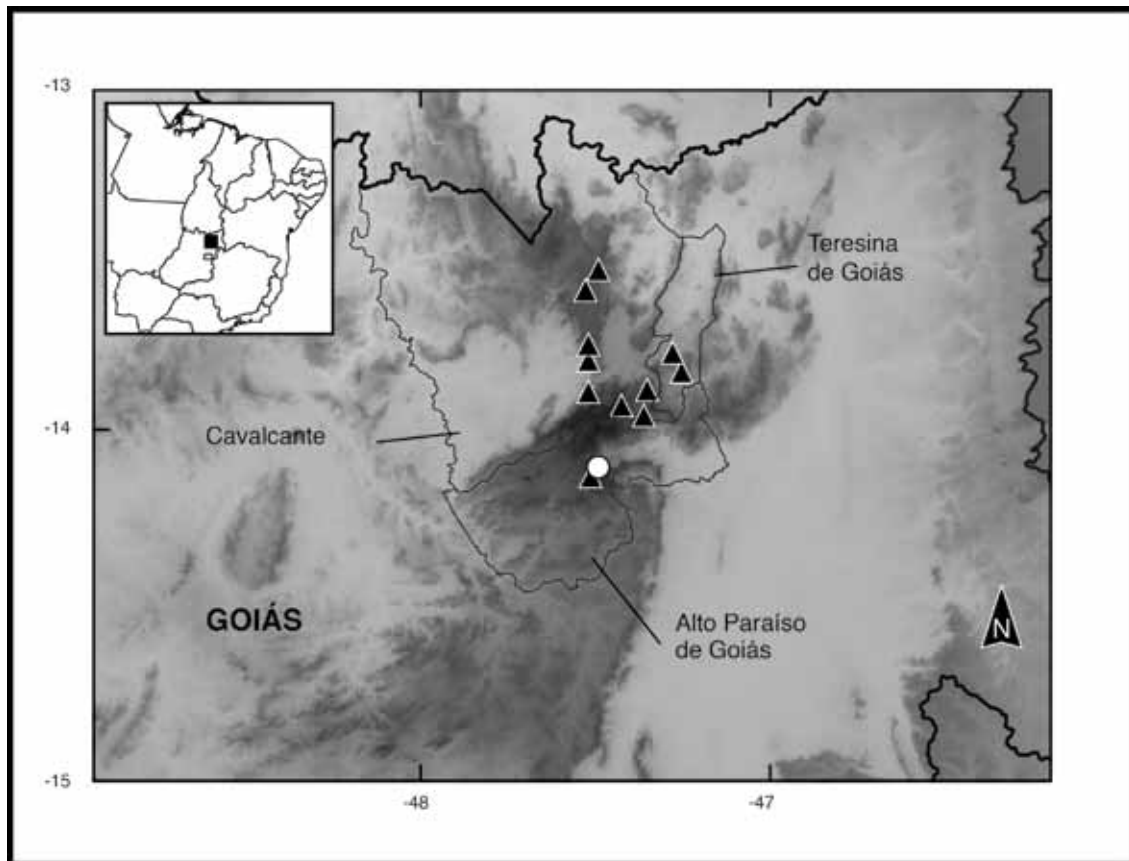 -13
Teresina
de Goiás
-14
Cavalcante
GOIÁS
Alto Paraíso
de Goiás
N
-15
-48
-47